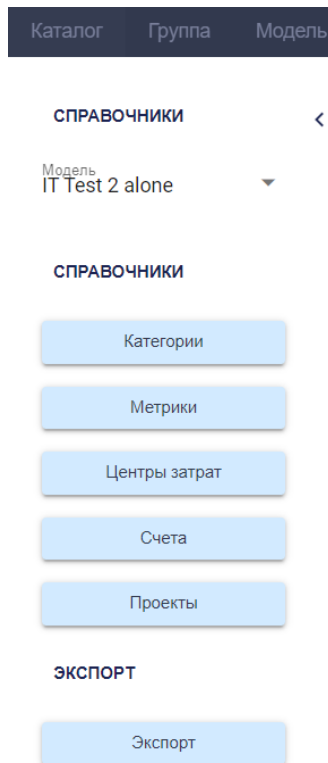 Каталог Группа Модель
СПРАВОЧНИКИ
Модель
IT Test 2 alone
СПРАВОЧНИКИ
Категории
Метрики
Центры затрат
Счета
Проекты
ЭКСПОРТ
Экспорт